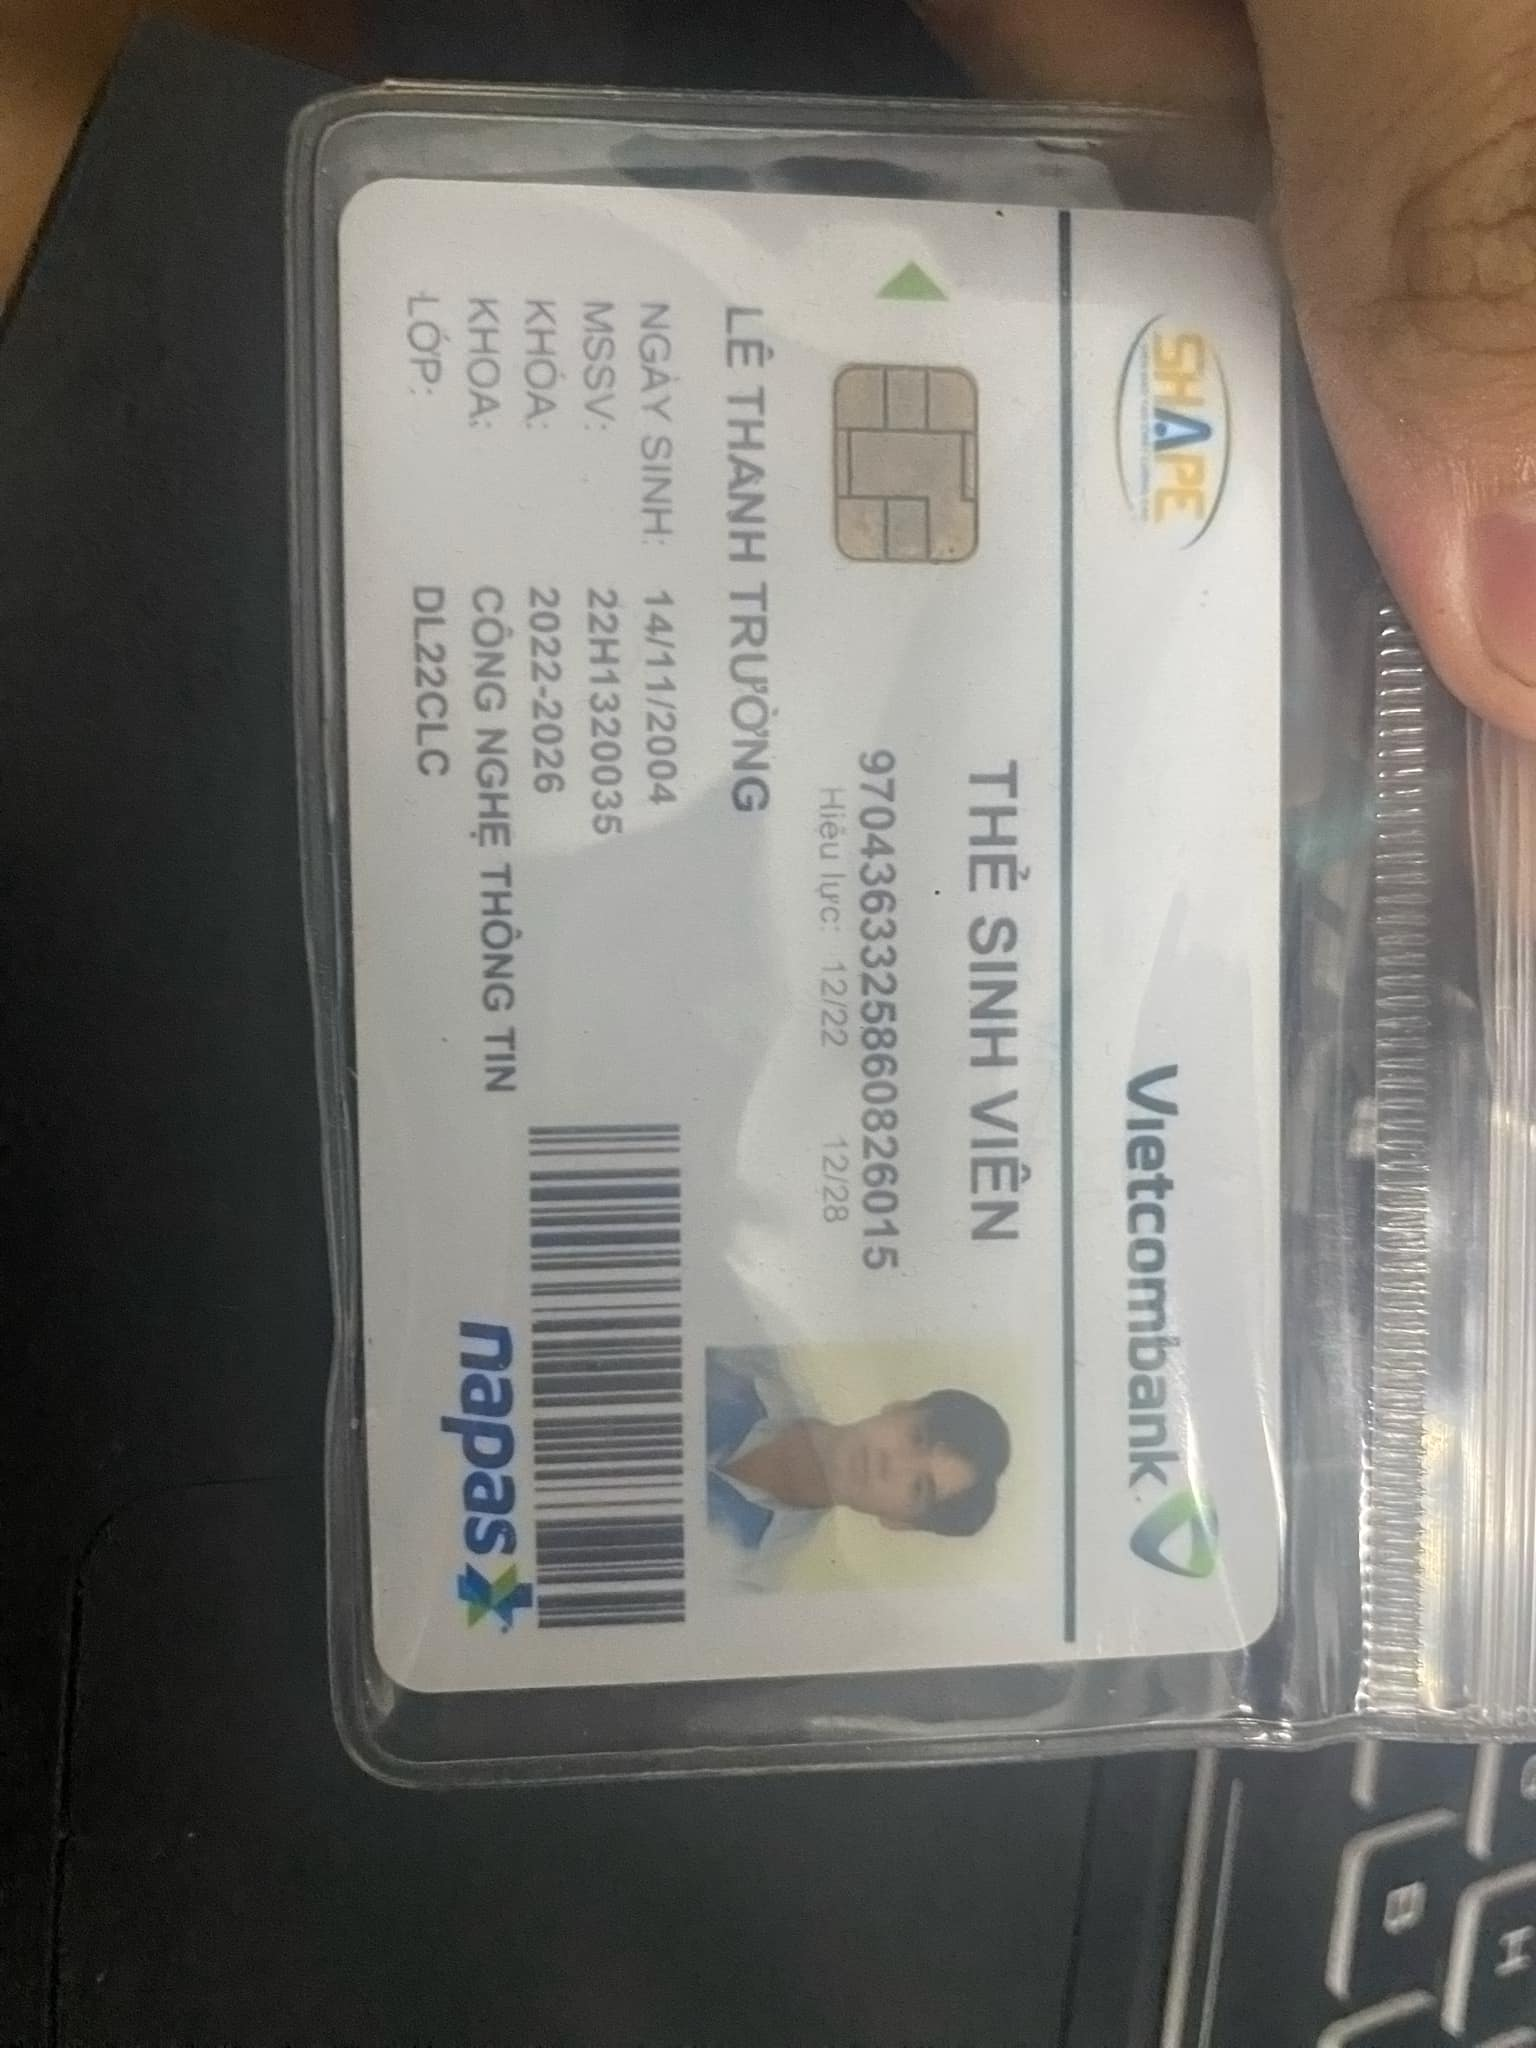 SHAPE
Vietcombank
THẺ SINH VIÊN
9704363325860826015
Hiệu lực: 12/22 12/28
LÊ THANH TRƯỜNG
NGÀY SINH: 14/11/2004
MSSV: 22H1320035
KHÓA: 2022-2026
KHOA: CÔNG NGHỆ THÔNG TIN
LỚP: DL22CLC
napas
B
H